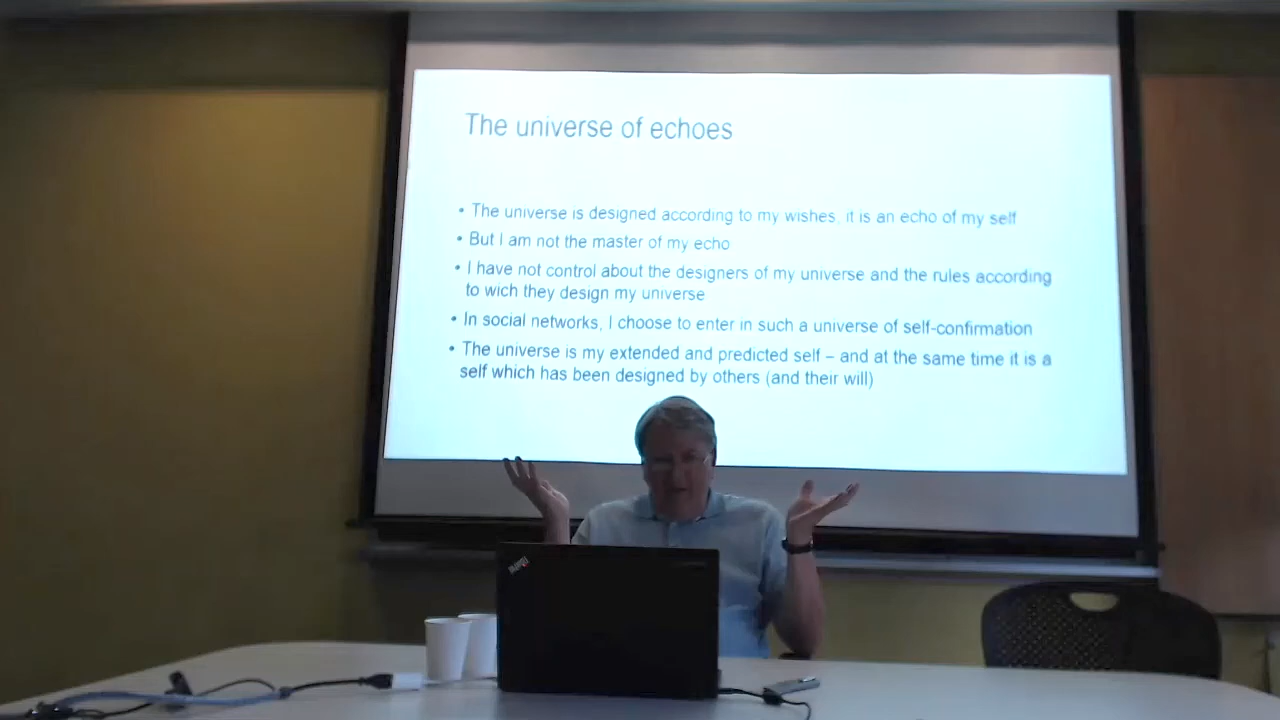 The universe of echoes
• The universe is designed according to my wishes, it is an echo of my self
• But I am not the master of my echo
• I have not control about the designers of my universe and the rules according
to wich they design my universe
• In social networks, I choose to enter in such a universe of self-confirmation
• The universe is my extended and predicted self – and at the same time it is a
self which has been designed by others (and their will)